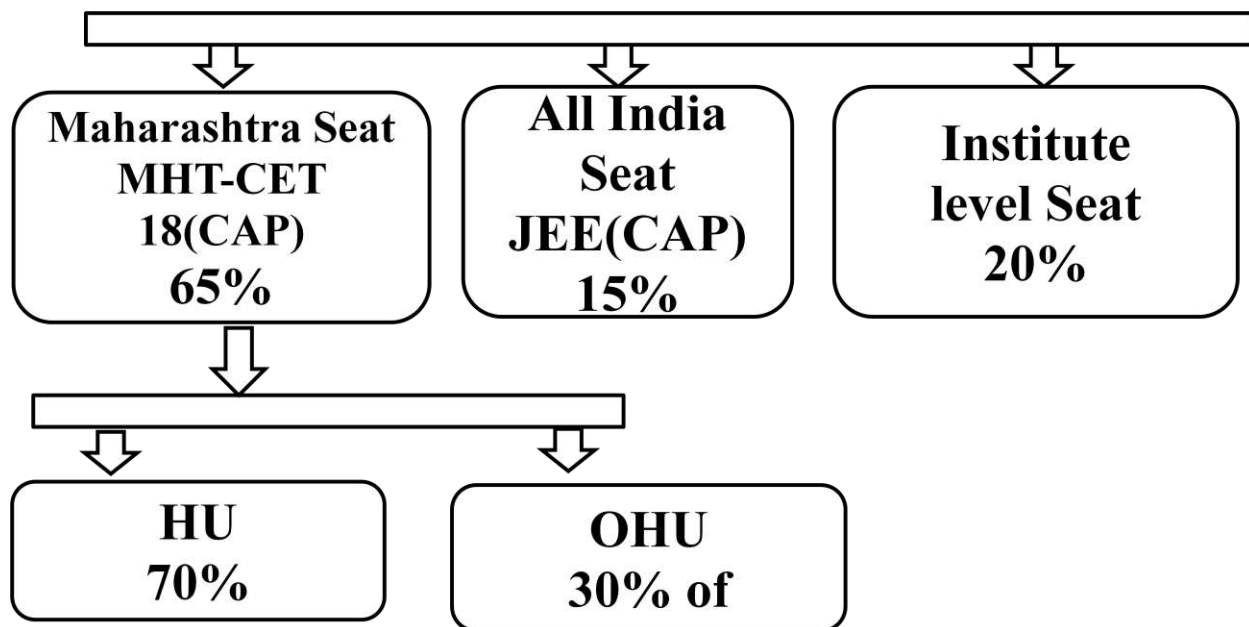 Maharashtra Seat
MHT-CET
18(CAP)
65%
All India
Seat
JEE(CAP)
15%
Institute
level Seat
20%
HU
70%
OHU
30% of